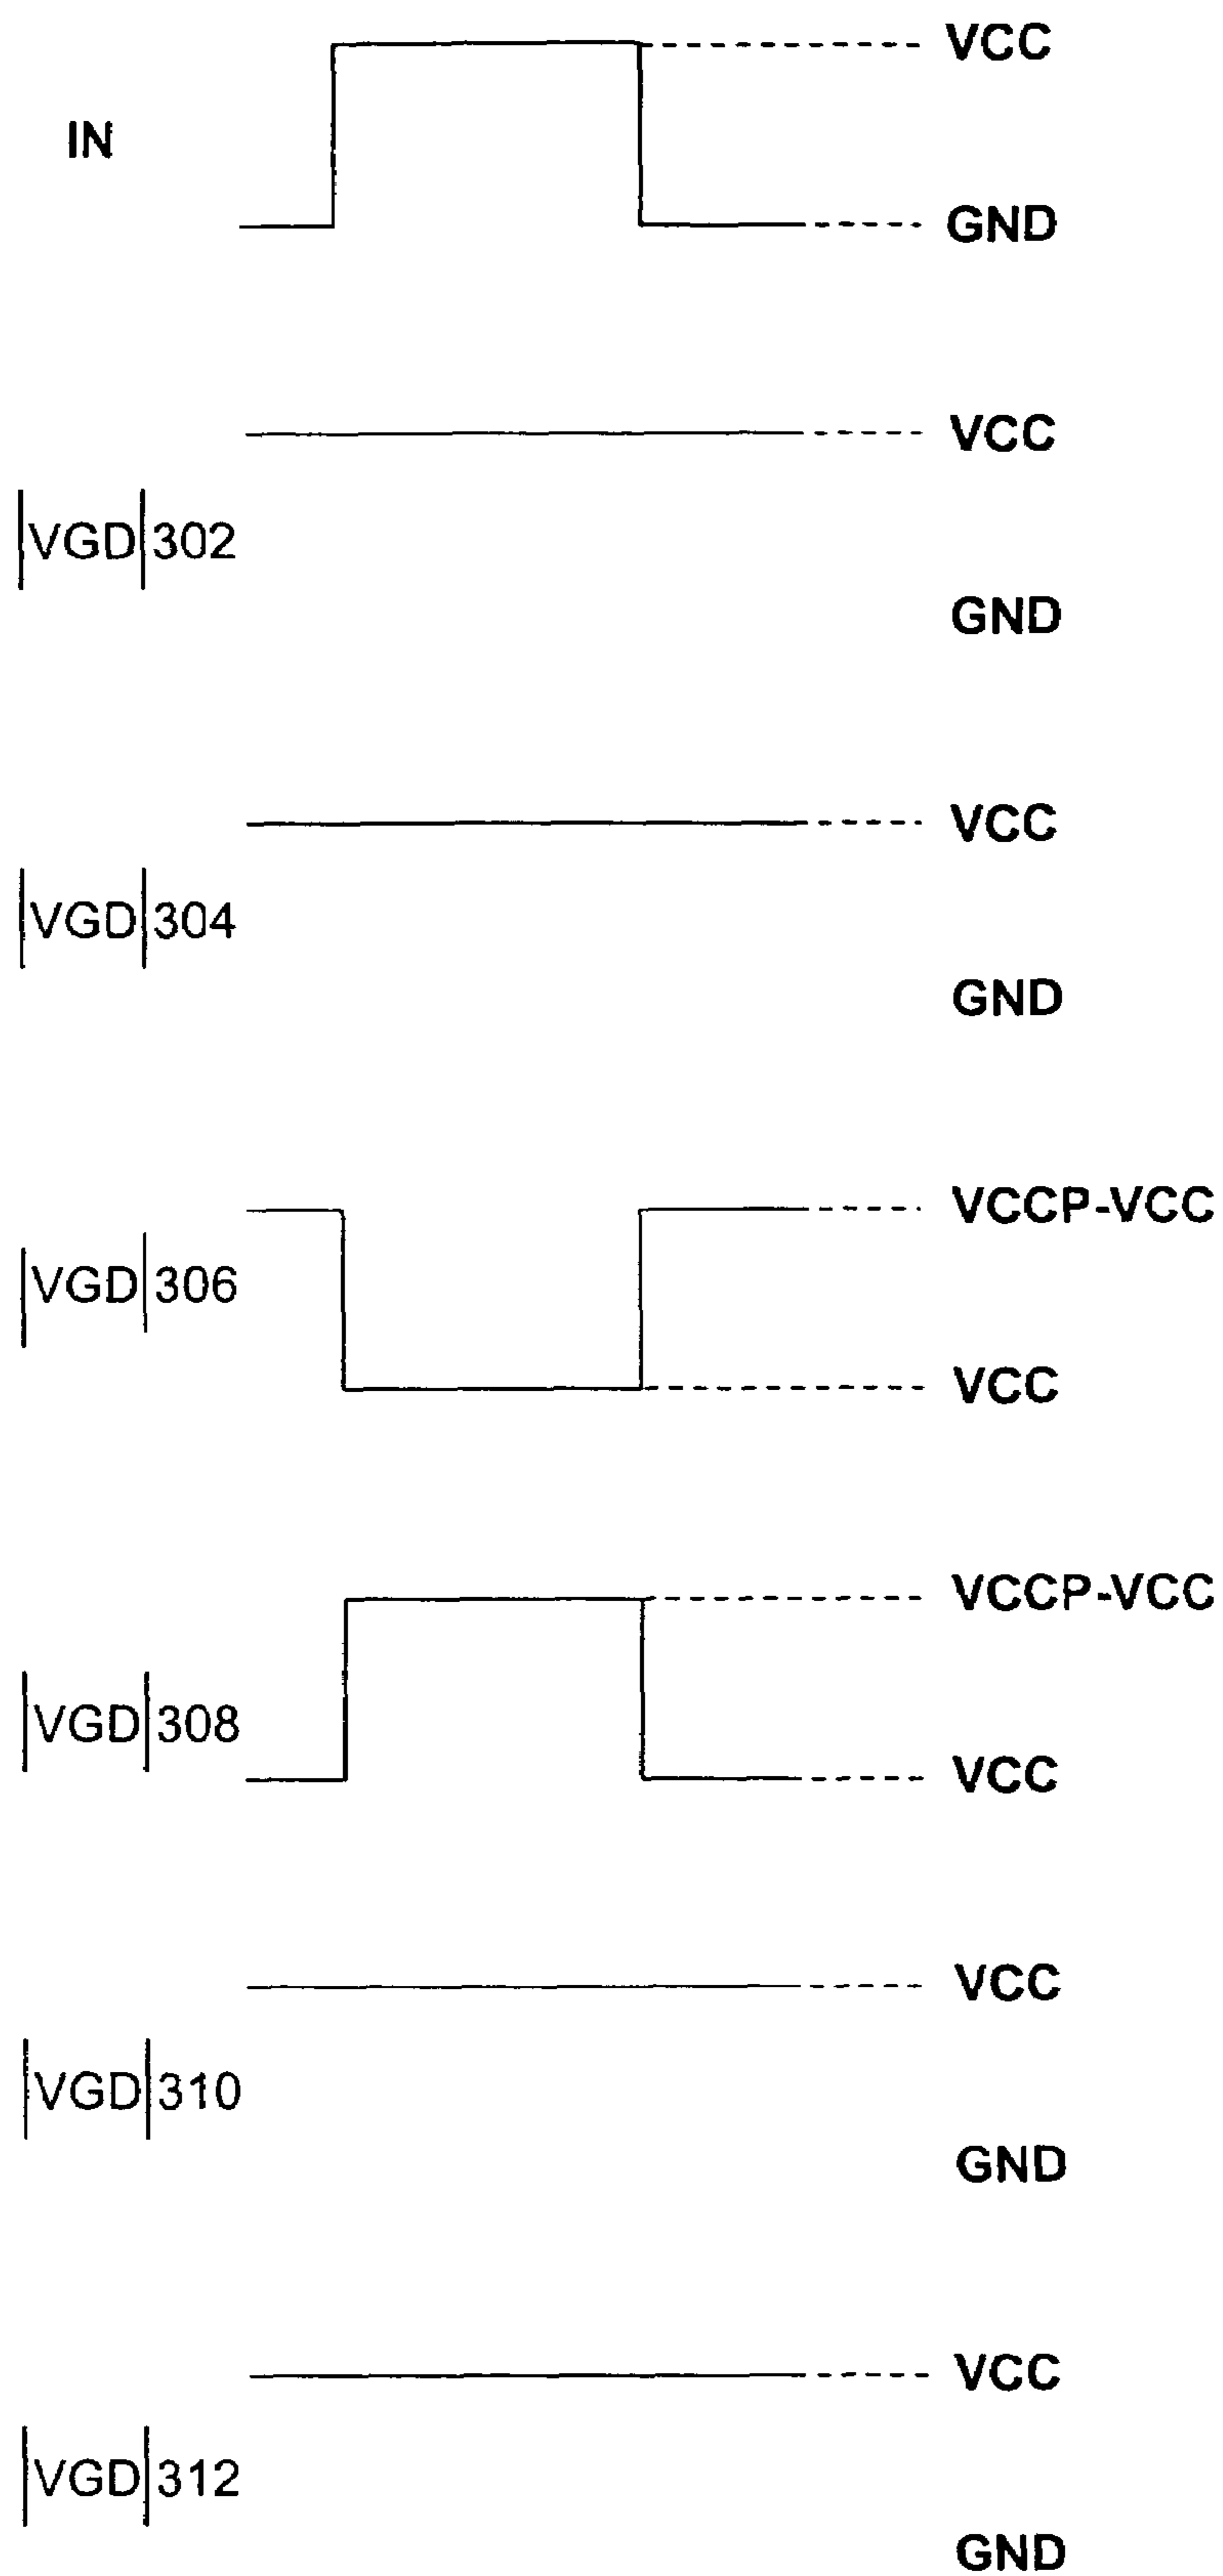 VCC
IN
GND
VCC
|VGD|302
GND
VCC
|VGD|304
GND
VCCP-VCC
|VGD|306
VCC
VCCP-VCC
|VGD|308
VCC
VCC
|VGD|310
GND
VCC
|VGD|312
GND